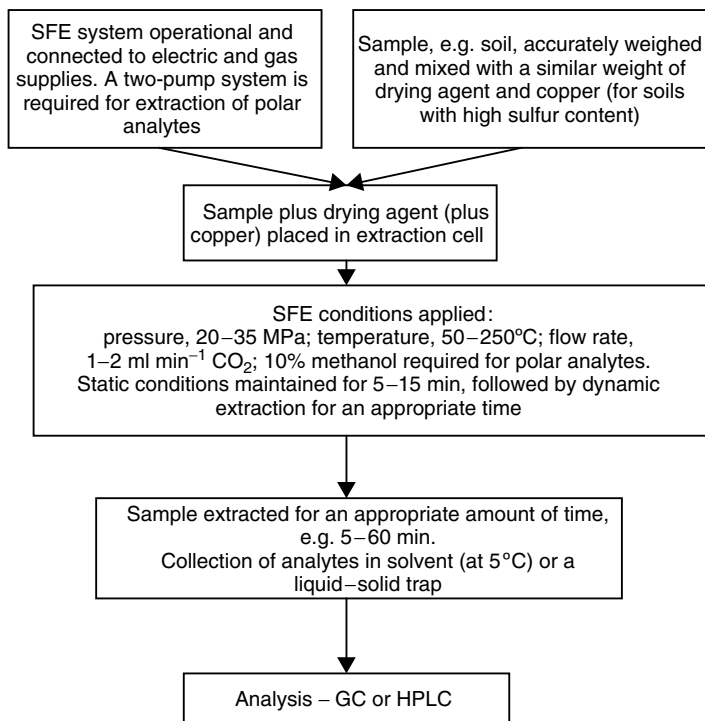 SFE system operational and
connected to electric and gas
supplies. A two-pump system is
required for extraction of polar
analytes
Sample, e.g. soil, accurately weighed
and mixed with a similar weight of
drying agent and copper (for soils
with high sulfur content)
Sample plus drying agent (plus
copper) placed in extraction cell
SFE conditions applied:
pressure, 20–35 MPa; temperature, 50–250°C; flow rate,
1–2 ml min⁻¹ CO₂; 10% methanol required for polar analytes.
Static conditions maintained for 5–15 min, followed by dynamic
extraction for an appropriate time
Sample extracted for an appropriate amount of time,
e.g. 5–60 min.
Collection of analytes in solvent (at 5°C) or a
liquid–solid trap
Analysis – GC or HPLC